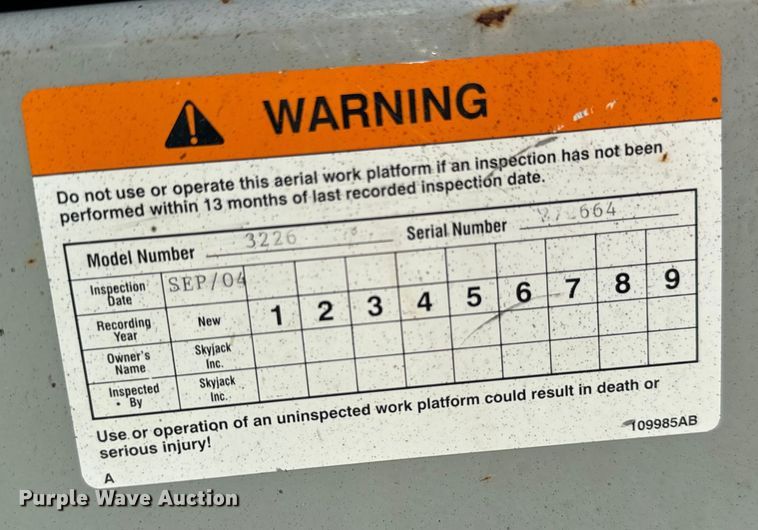 WARNING
Do not use or operate this aerial work platform if an inspection has not been
performed within 13 months of last recorded inspection date.
Model Number 3226 Serial Number 664
Inspection Date SEP/04
Recording Year New 1 2 3 4 5 6 7 8 9
Owner's Name Skyjack Inc.
Inspected By Skyjack Inc.
Use or operation of an uninspected work platform could result in death or
serious injury!
109985AB
A
Purple Wave Auction